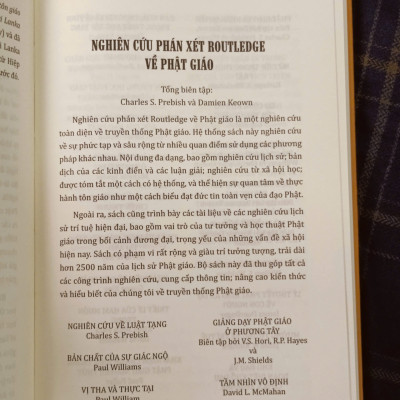 tôn giáo
Lanka
) và đã
i Lanka
từ Hiệp
ước đó.
NGHIÊN CỨU PHÁN XÉT ROUTLEDGE
VỀ PHẬT GIÁO
Tổng biên tập:
Charles S. Prebish và Damien Keown
Nghiên cứu phán xét Routledge về Phật giáo là một nghiên cứu
toàn diện về truyền thống Phật giáo. Hệ thống sách này nghiên cứu
về sự phức tạp và sâu rộng từ nhiều quan điểm sử dụng các phương
pháp khác nhau. Nội dung đa dạng, bao gồm nghiên cứu lịch sử; bản
dịch của các kinh điển và các luận giải; nghiên cứu từ xã hội học;
được tóm tắt một cách có hệ thống, và thể hiện sự quan tâm về thực
hành tôn giáo như một cách biểu đạt đức tin toàn vẹn của đạo Phật.
Ngoài ra, sách cũng trình bày các tài liệu về các nghiên cứu lịch
sử trí tuệ hiện đại, bao gồm vai trò của tư tưởng và học thuật Phật
giáo trong bối cảnh đương đại, trọng yếu của những vấn đề xã hội
hiện nay. Sách có phạm vi rất rộng và giàu trí tưởng tượng, trải dài
hơn 2500 năm của lịch sử Phật giáo. Bộ sách này đã thu góp tất cả
các công trình nghiên cứu, cung cấp thông tin; nâng cao kiến thức
và hiểu biết của chúng tôi về truyền thống Phật giáo.
NGHIÊN CỨU VỀ LUẬT TẠNG
Charles S. Prebish
BẢN CHẤT CỦA SỰ GIÁC NGỘ
Paul Williams
VỊ THA VÀ THỰC TẠI
Paul Williams
GIẢNG DẠY PHẬT GIÁO
Ở PHƯƠNG TÂY
Biên tập bởi V.S. Hori, R.P. Hayes
và
J.M. Shields
TẦM NHÌN VÔ ĐỊNH
David L. McMahan